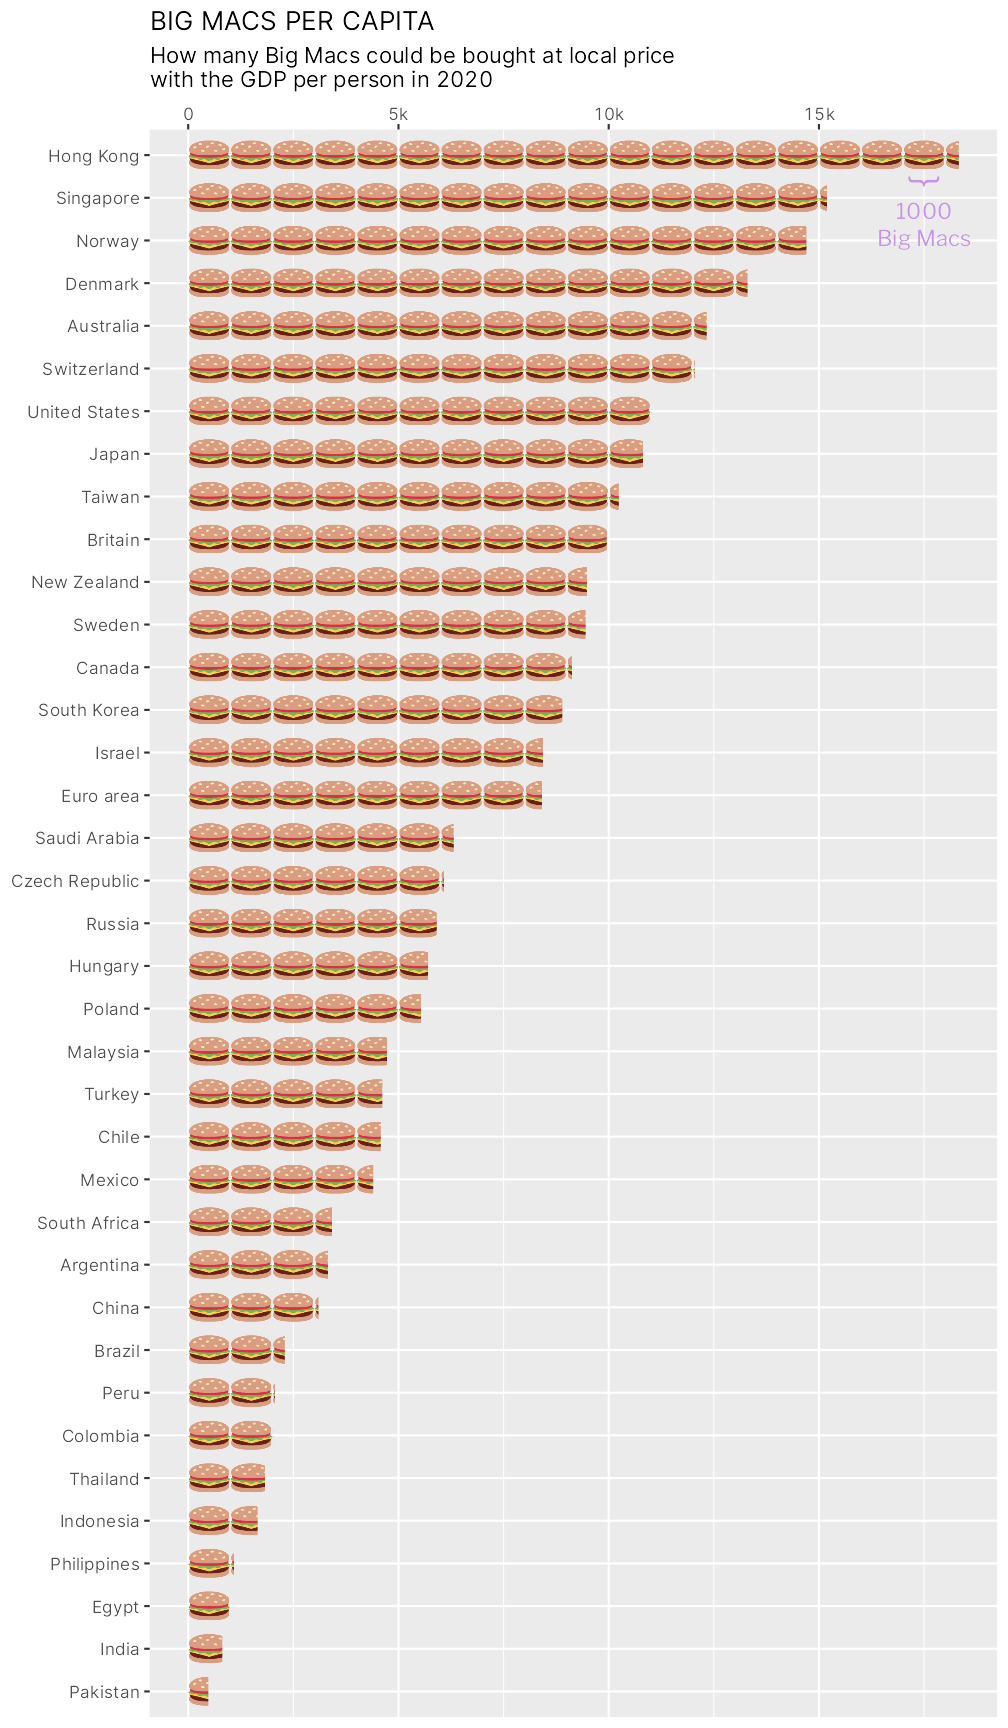 BIG MACS PER CAPITA
How many Big Macs could be bought at local price
with the GDP per person in 2020
0 5k 10k 15k
Hong Kong
Singapore
1000
Big Macs
Norway
Denmark
Australia
Switzerland
United States
Japan
Taiwan
Britain
New Zealand
Sweden
Canada
South Korea
Israel
Euro area
Saudi Arabia
Czech Republic
Russia
Hungary
Poland
Malaysia
Turkey
Chile
Mexico
South Africa
Argentina
China
Brazil
Peru
Colombia
Thailand
Indonesia
Philippines
Egypt
India
Pakistan